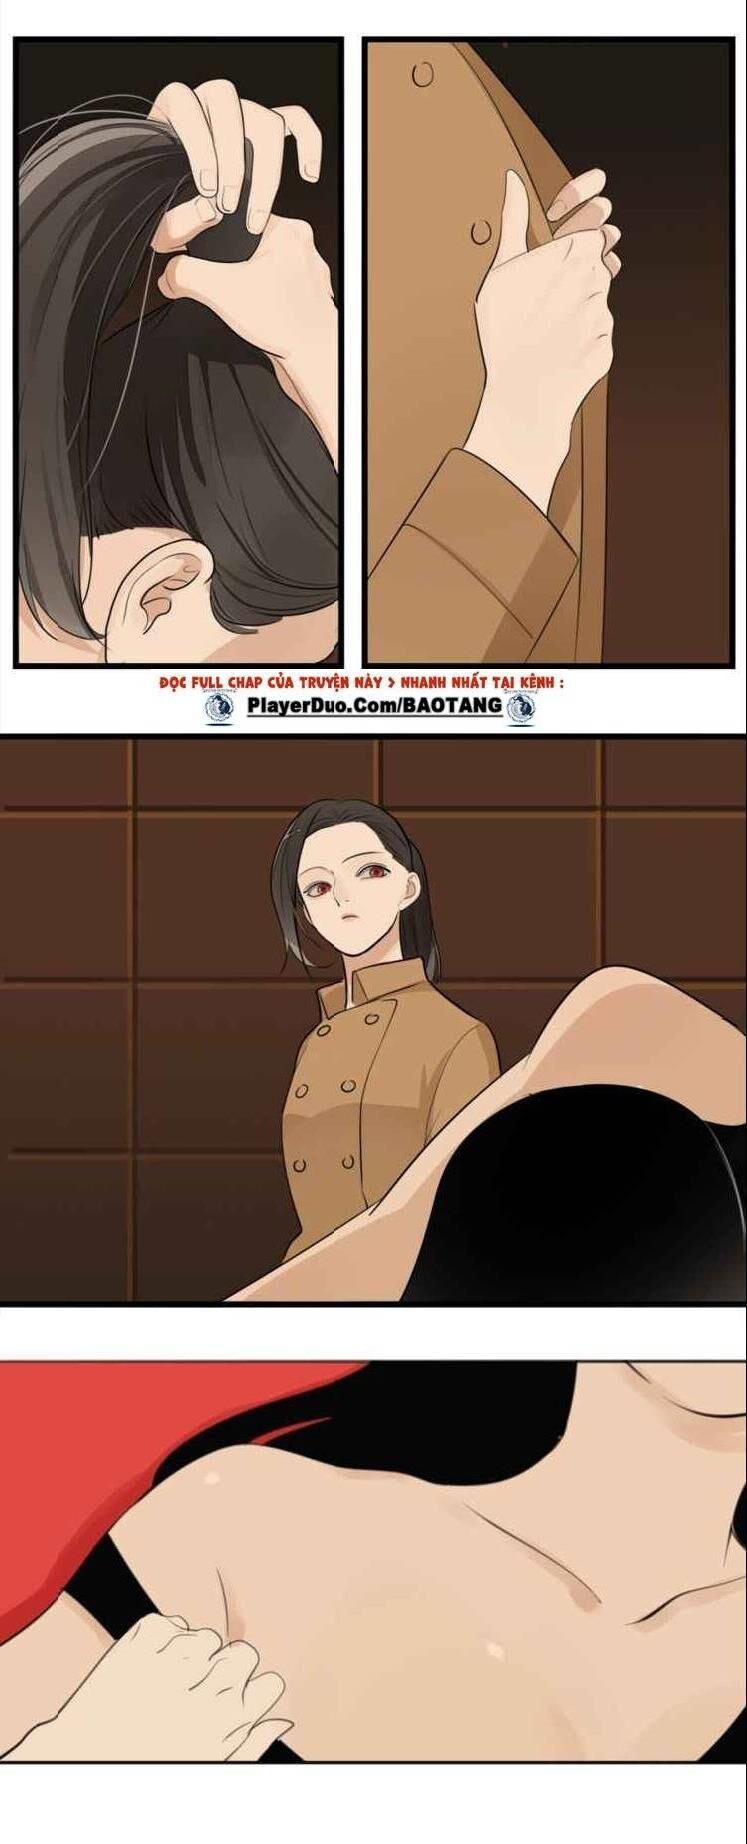 ĐỌC FULL CHAP CỦA TRUYỆN NÀY > NHANH NHẤT TẠI KÊNH :
PlayerDuo.Com/BAOTANG